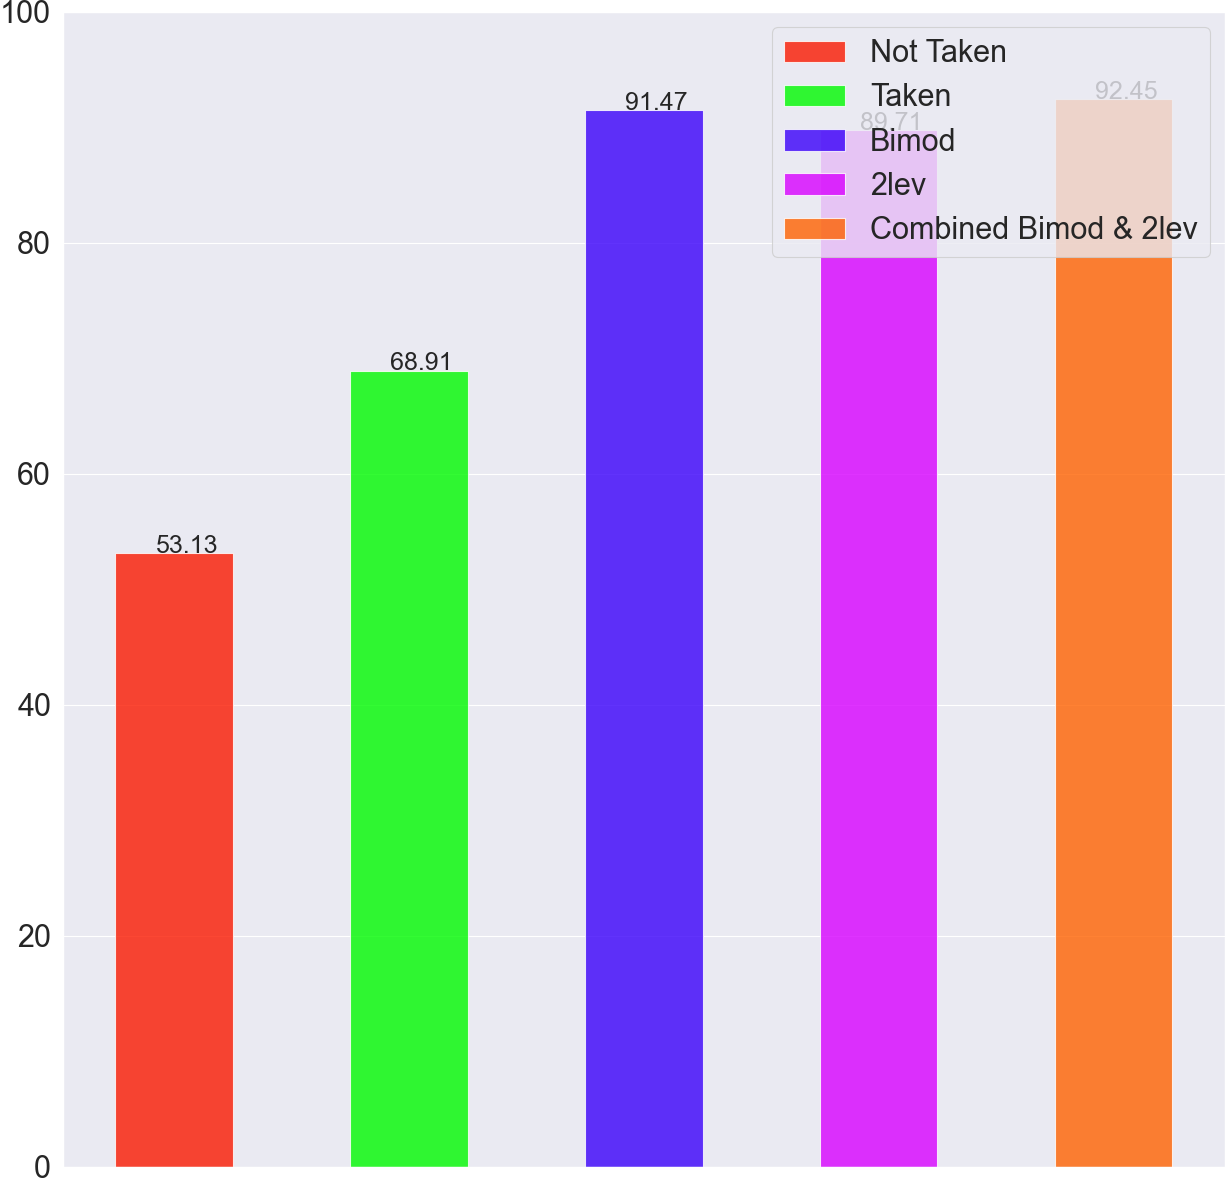 100
80
60
40
20
0
53.13
68.91
91.47
89.71
92.45
Not Taken
Taken
Bimod
2lev
Combined Bimod & 2lev